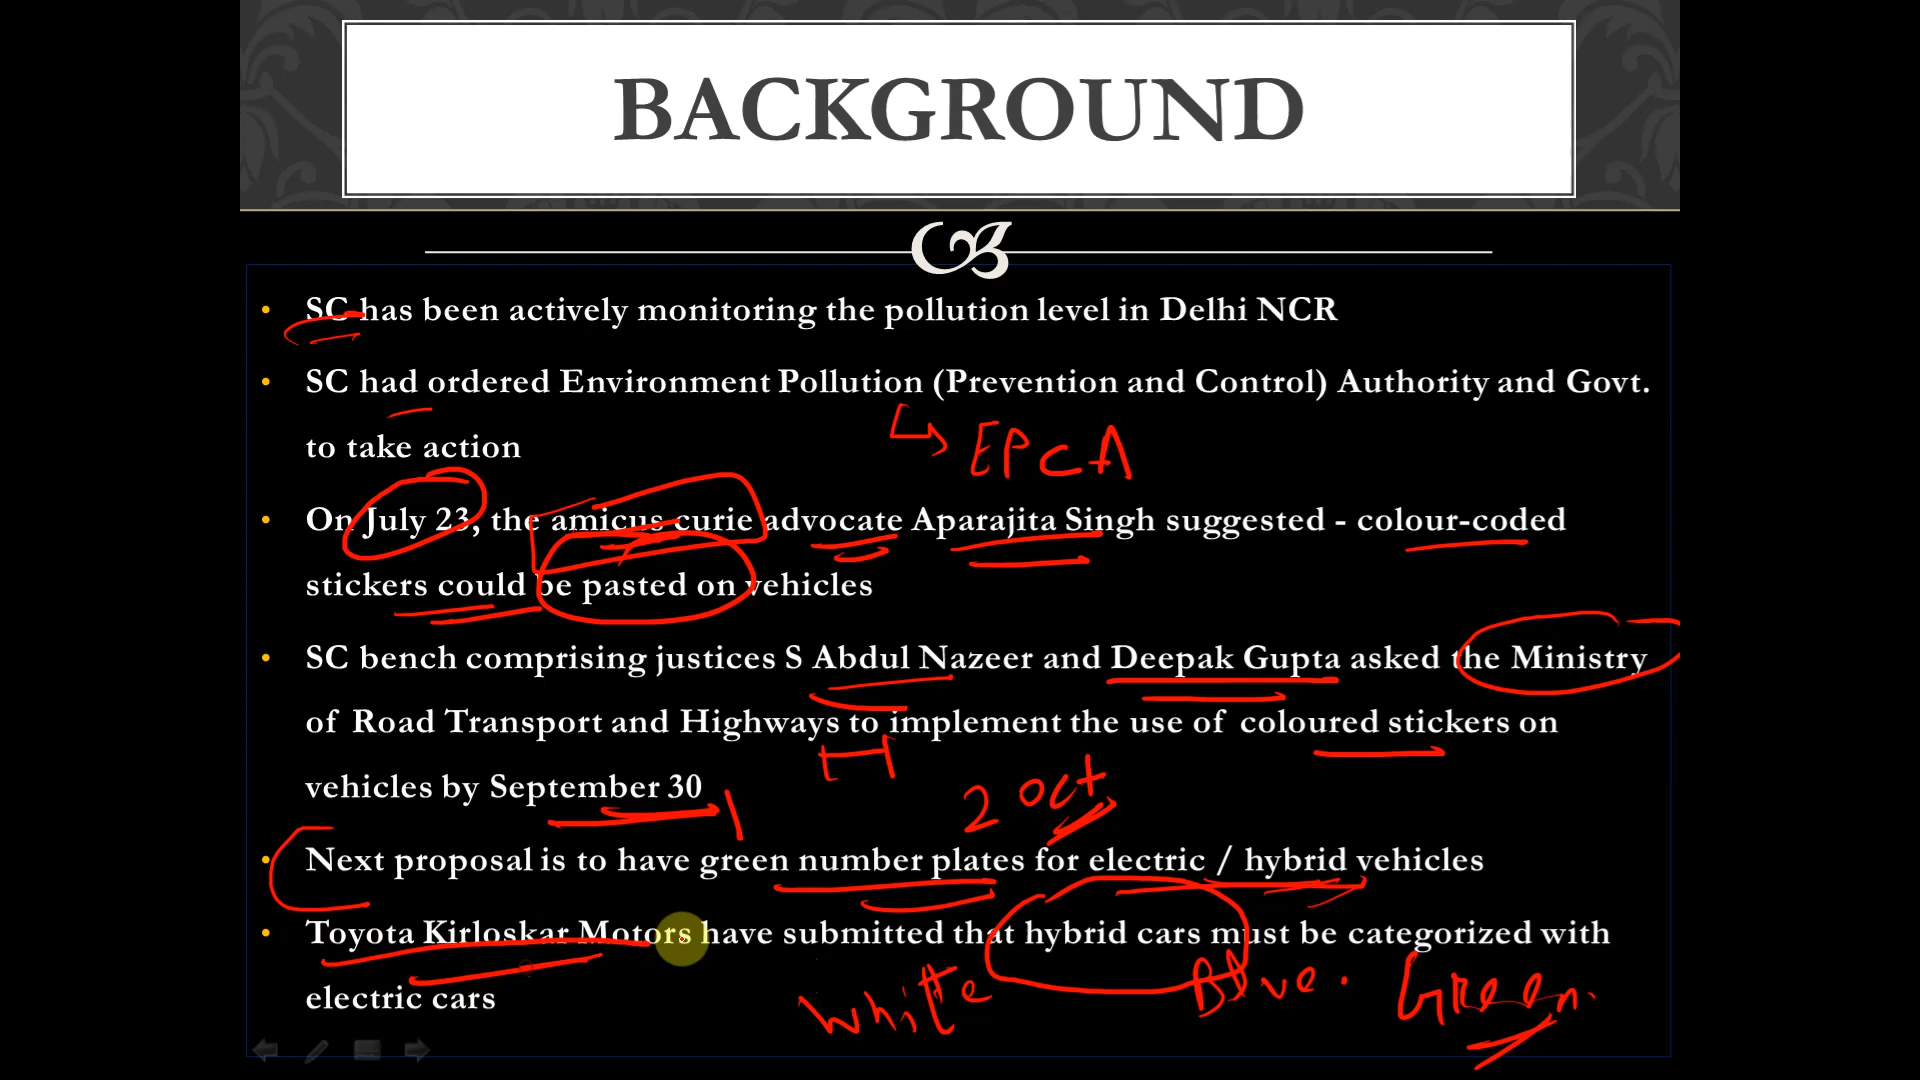 BACKGROUND
• SC has been actively monitoring the pollution level in Delhi NCR
• SC had ordered Environment Pollution (Prevention and Control) Authority and Govt.
to take action
EPCA
• On July 23, the amicus curie advocate Aparajita Singh suggested - colour-coded
stickers could be pasted on vehicles
• SC bench comprising justices S Abdul Nazeer and Deepak Gupta asked the Ministry
of Road Transport and Highways to implement the use of coloured stickers on
vehicles by September 30
2 Oct
• Next proposal is to have green number plates for electric / hybrid vehicles
• Toyota Kirloskar Motors have submitted that hybrid cars must be categorized with
electric cars
White Blue. Green.